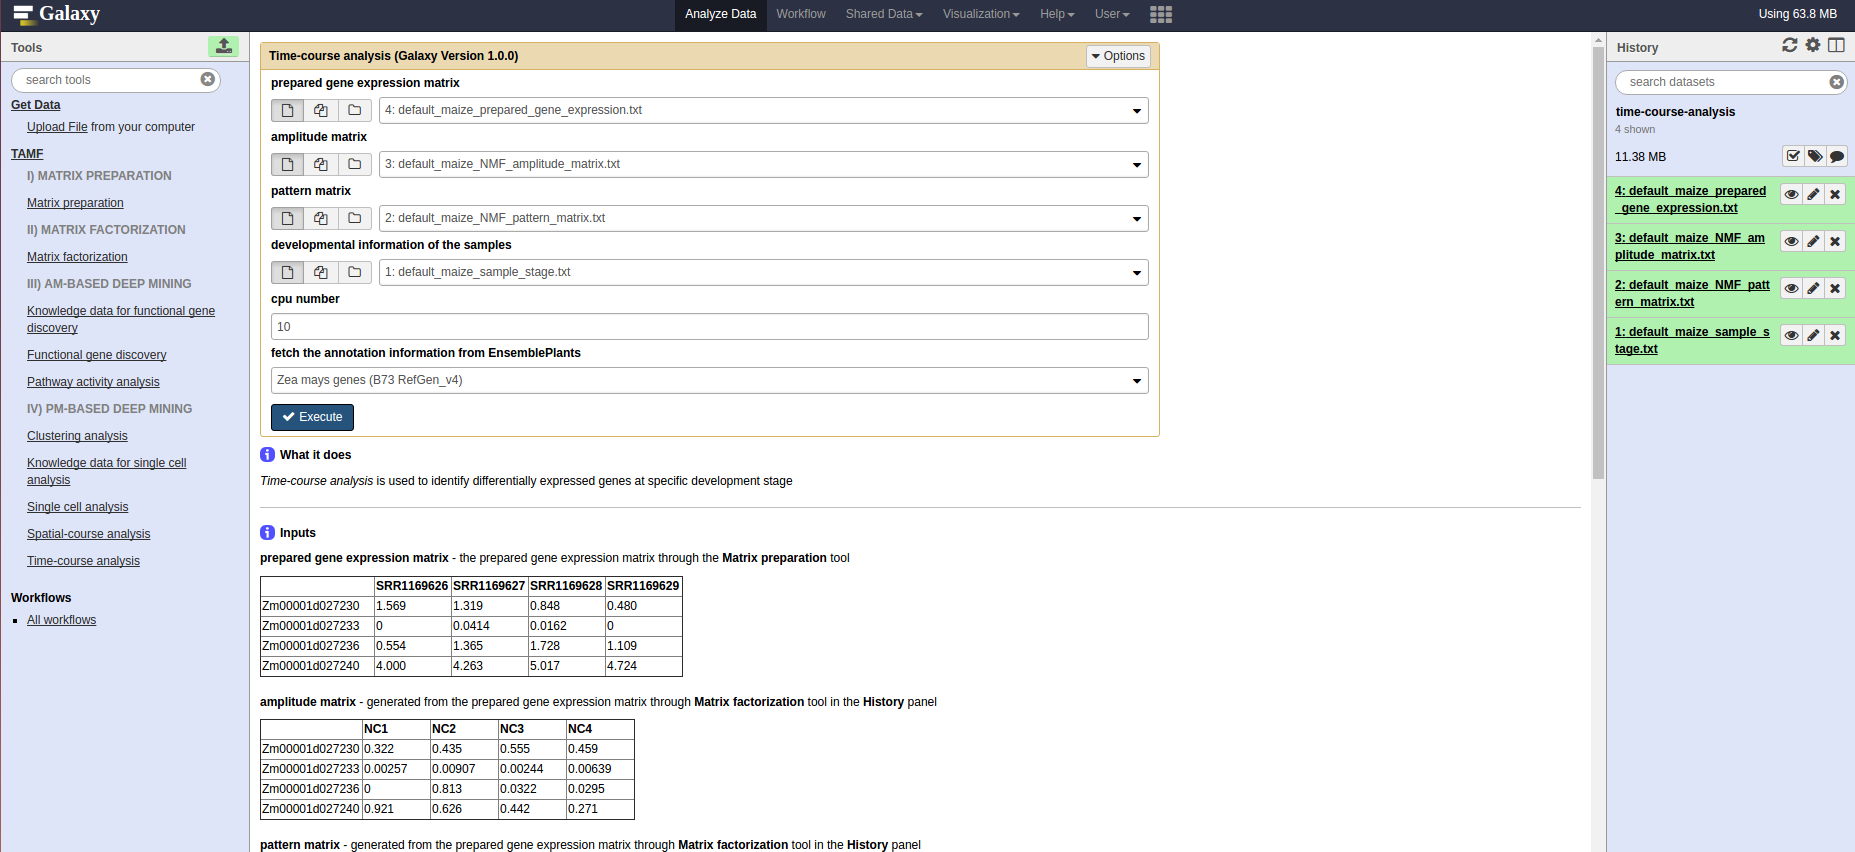 Galaxy
Analyze Data
Workflow
Shared Data
Visualization
Help
User
Using 63.8 MB
Tools
search tools
Get Data
Upload File from your computer
TAMF
I) MATRIX PREPARATION
Matrix preparation
II) MATRIX FACTORIZATION
Matrix factorization
III) AM-BASED DEEP MINING
Knowledge data for functional gene
discovery
Functional gene discovery
Pathway activity analysis
IV) PM-BASED DEEP MINING
Clustering analysis
Knowledge data for single cell
analysis
Single cell analysis
Spatial-course analysis
Time-course analysis
Workflows
All workflows
Time-course analysis (Galaxy Version 1.0.0)
Options
prepared gene expression matrix
4: default_maize_prepared_gene_expression.txt
amplitude matrix
3: default_maize_NMF_amplitude_matrix.txt
pattern matrix
2: default_maize_NMF_pattern_matrix.txt
developmental information of the samples
1: default_maize_sample_stage.txt
cpu number
10
fetch the annotation information from EnsemblePlants
Zea mays genes (B73 RefGen_v4)
Execute
What it does
Time-course analysis is used to identify differentially expressed genes at specific development stage
Inputs
prepared gene expression matrix - the prepared gene expression matrix through the Matrix preparation tool
SRR1169626 SRR1169627 SRR1169628 SRR1169629
Zm00001d027230 1.569 1.319 0.848 0.480
Zm00001d027233 0 0.0414 0.0162 0
Zm00001d027236 0.554 1.365 1.728 1.109
Zm00001d027240 4.000 4.263 5.017 4.724
amplitude matrix - generated from the prepared gene expression matrix through Matrix factorization tool in the History panel
NC1 NC2 NC3 NC4
Zm00001d027230 0.322 0.435 0.555 0.459
Zm00001d027233 0.00257 0.00907 0.00244 0.00639
Zm00001d027236 0 0.813 0.0322 0.0295
Zm00001d027240 0.921 0.626 0.442 0.271
pattern matrix - generated from the prepared gene expression matrix through Matrix factorization tool in the History panel
History
search datasets
time-course-analysis
4 shown
11.38 MB
4: default_maize_prepared
_gene_expression.txt
3: default_maize_NMF_am
plitude_matrix.txt
2: default_maize_NMF_patt
ern_matrix.txt
1: default_maize_sample_s
tage.txt